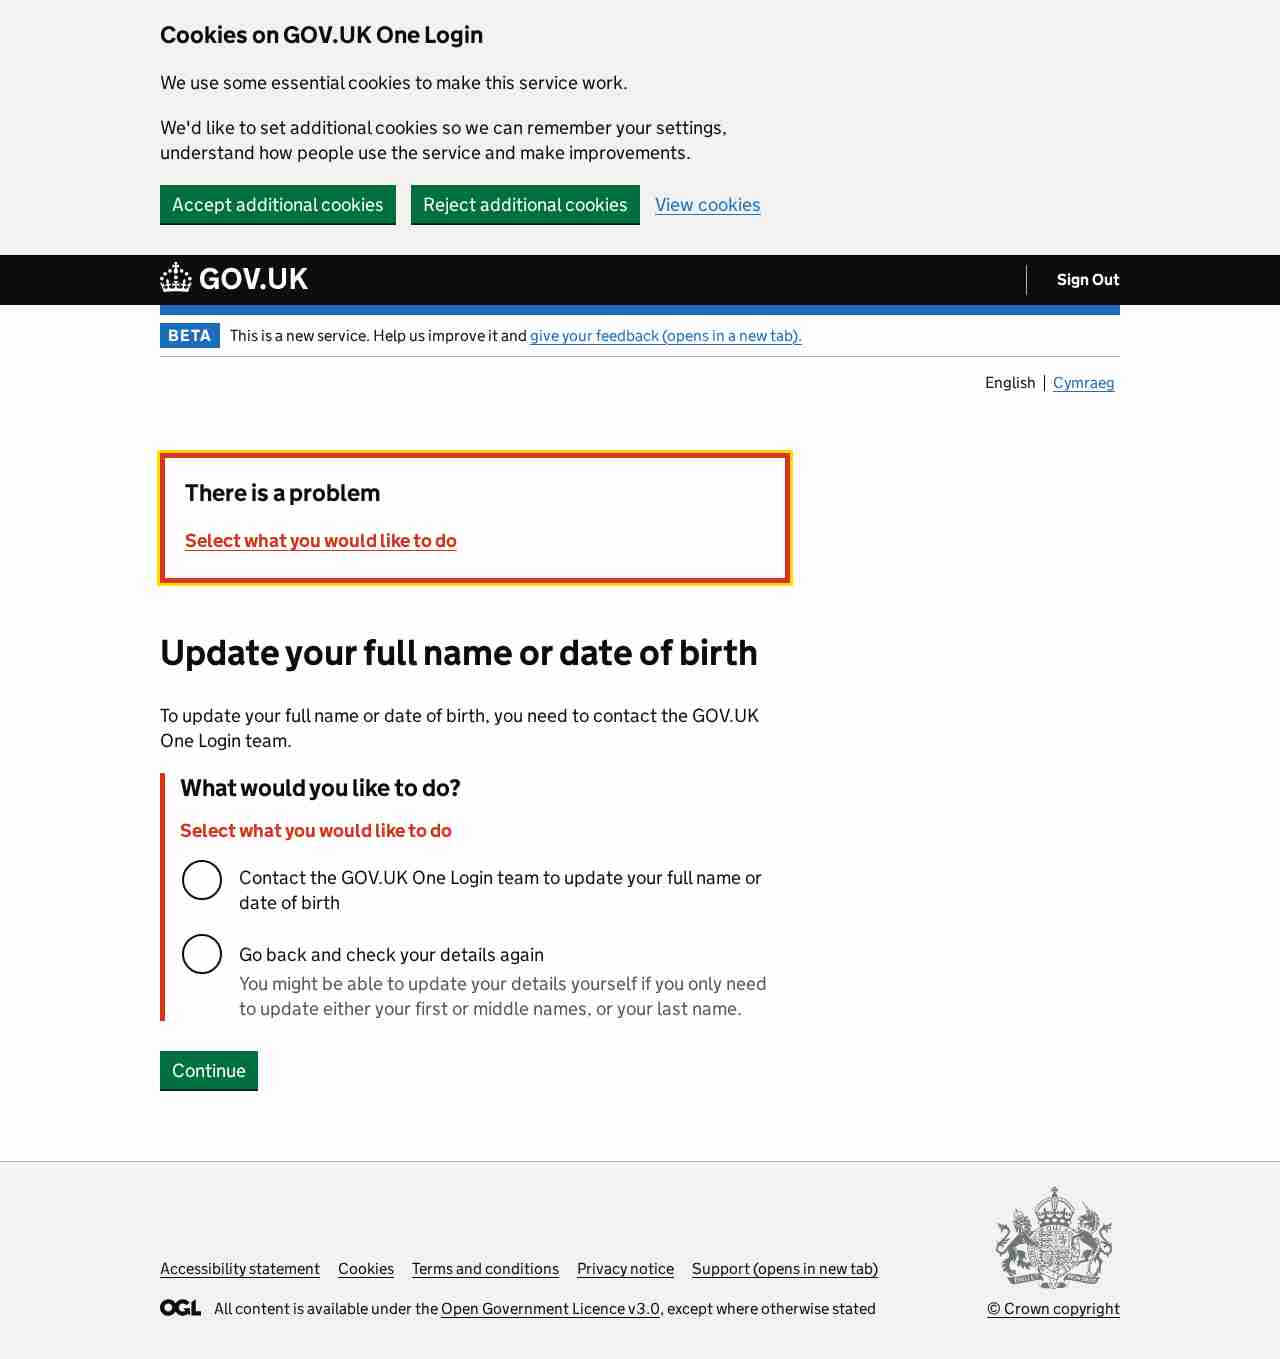 Cookies on GOV.UK One Login
We use some essential cookies to make this service work.
We'd like to set additional cookies so we can remember your settings,
understand how people use the service and make improvements.
Accept additional cookies Reject additional cookies View cookies
GOV.UK Sign Out
BETA This is a new service. Help us improve it and give your feedback (opens in a new tab).
English Cymraeg
There is a problem
Select what you would like to do
Update your full name or date of birth
To update your full name or date of birth, you need to contact the GOV.UK
One Login team.
What would you like to do?
Select what you would like to do
Contact the GOV.UK One Login team to update your full name or
date of birth
Go back and check your details again
You might be able to update your details yourself if you only need
to update either your first or middle names, or your last name.
Continue
Accessibility statement Cookies Terms and conditions Privacy notice Support (opens in new tab)
OGL All content is available under the Open Government Licence v3.0, except where otherwise stated
© Crown copyright